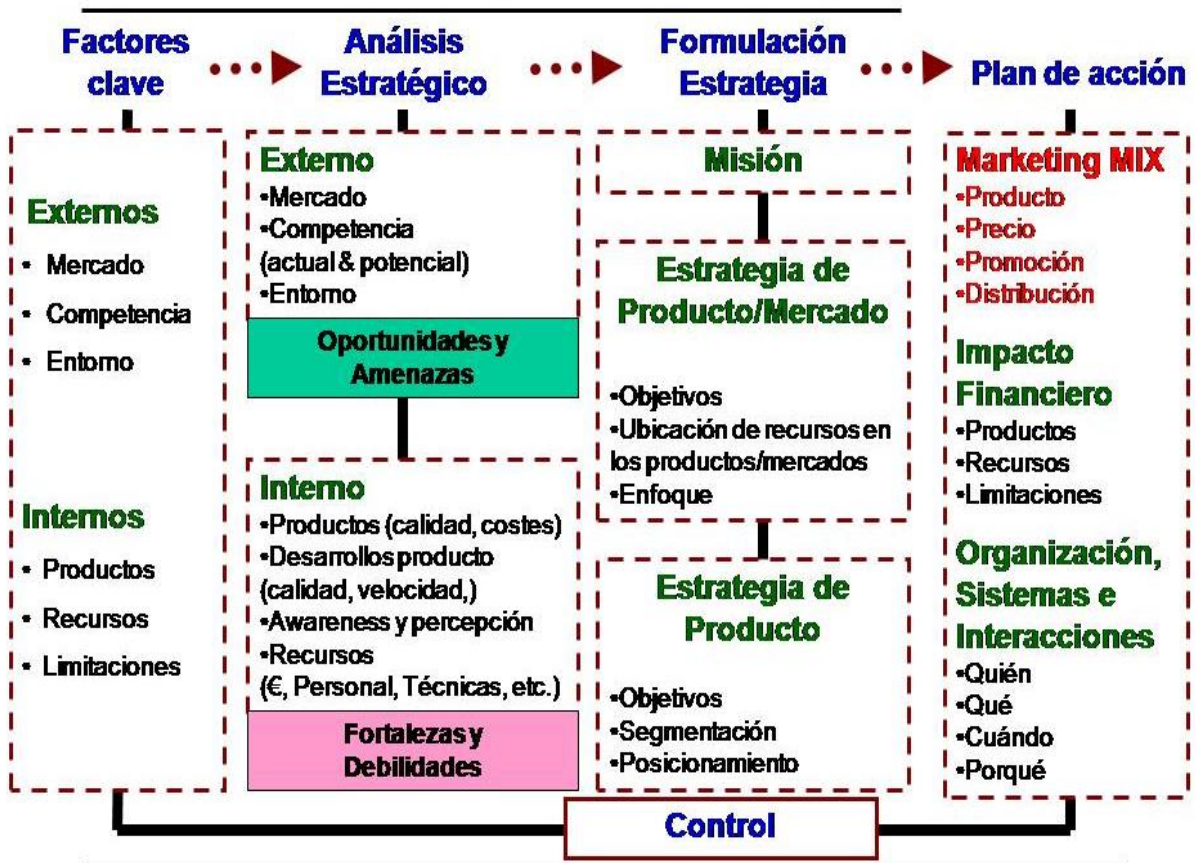 Factores
clave
Análisis
Estratégico
Formulación
Estrategia
Plan de acción
Externos
• Mercado
• Competencia
• Entorno
Internos
• Productos
• Recursos
• Limitaciones
Externo
•Mercado
•Competencia
(actual & potencial)
•Entorno
Oportunidades y
Amenazas
Interno
•Productos (calidad, costes)
•Desarrollos producto
(calidad, velocidad,)
•Awareness y percepción
•Recursos
(€, Personal, Técnicas, etc.)
Fortalezas y
Debilidades
Misión
Estrategia de
Producto/Mercado
•Objetivos
•Ubicación de recursos en
los productos/mercados
•Enfoque
Estrategia de
Producto
•Objetivos
•Segmentación
•Posicionamiento
Marketing MIX
•Producto
•Precio
•Promoción
•Distribución
Impacto
Financiero
•Productos
•Recursos
•Limitaciones
Organización,
Sistemas e
Interacciones
•Quién
•Qué
•Cuándo
•Porqué
Control